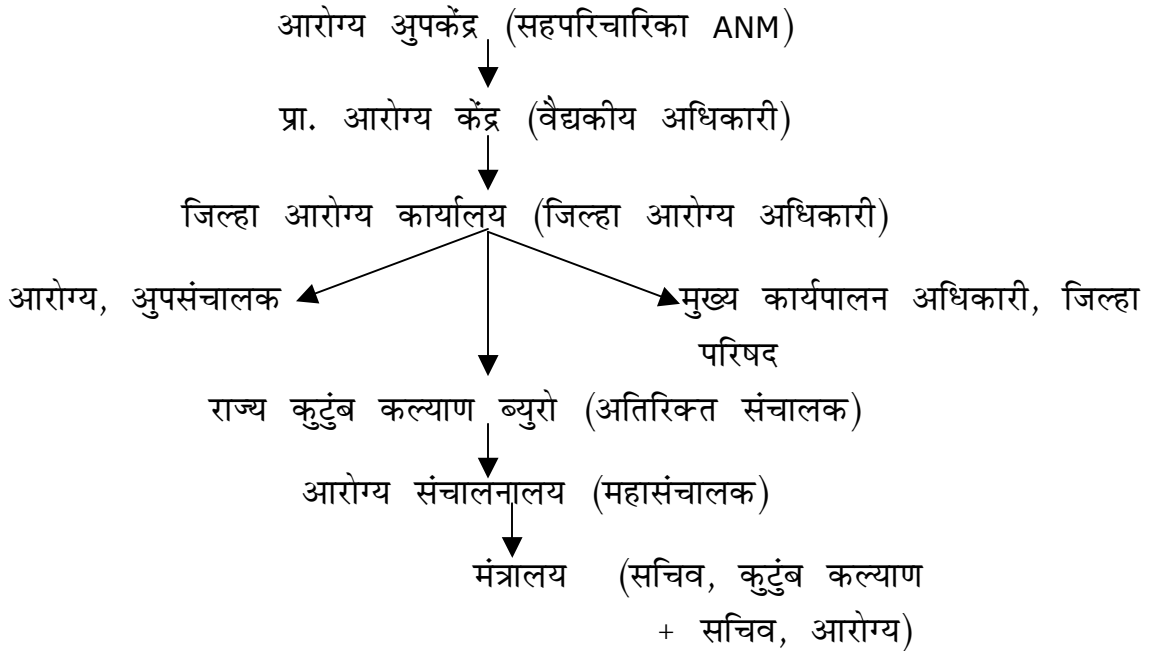 आरोग्य अुपकेंद्र (सहपरिचारिका ANM)
प्रा. आरोग्य केंद्र (वैद्यकीय अधिकारी)
जिल्हा आरोग्य कार्यालय (जिल्हा आरोग्य अधिकारी)
आरोग्य, अुपसंचालक
मुख्य कार्यपालन अधिकारी, जिल्हा
परिषद
राज्य कुटुंब कल्याण ब्युरो (अतिरिक्त संचालक)
आरोग्य संचालनालय (महासंचालक)
मंत्रालय (सचिव, कुटुंब कल्याण
+ सचिव, आरोग्य)